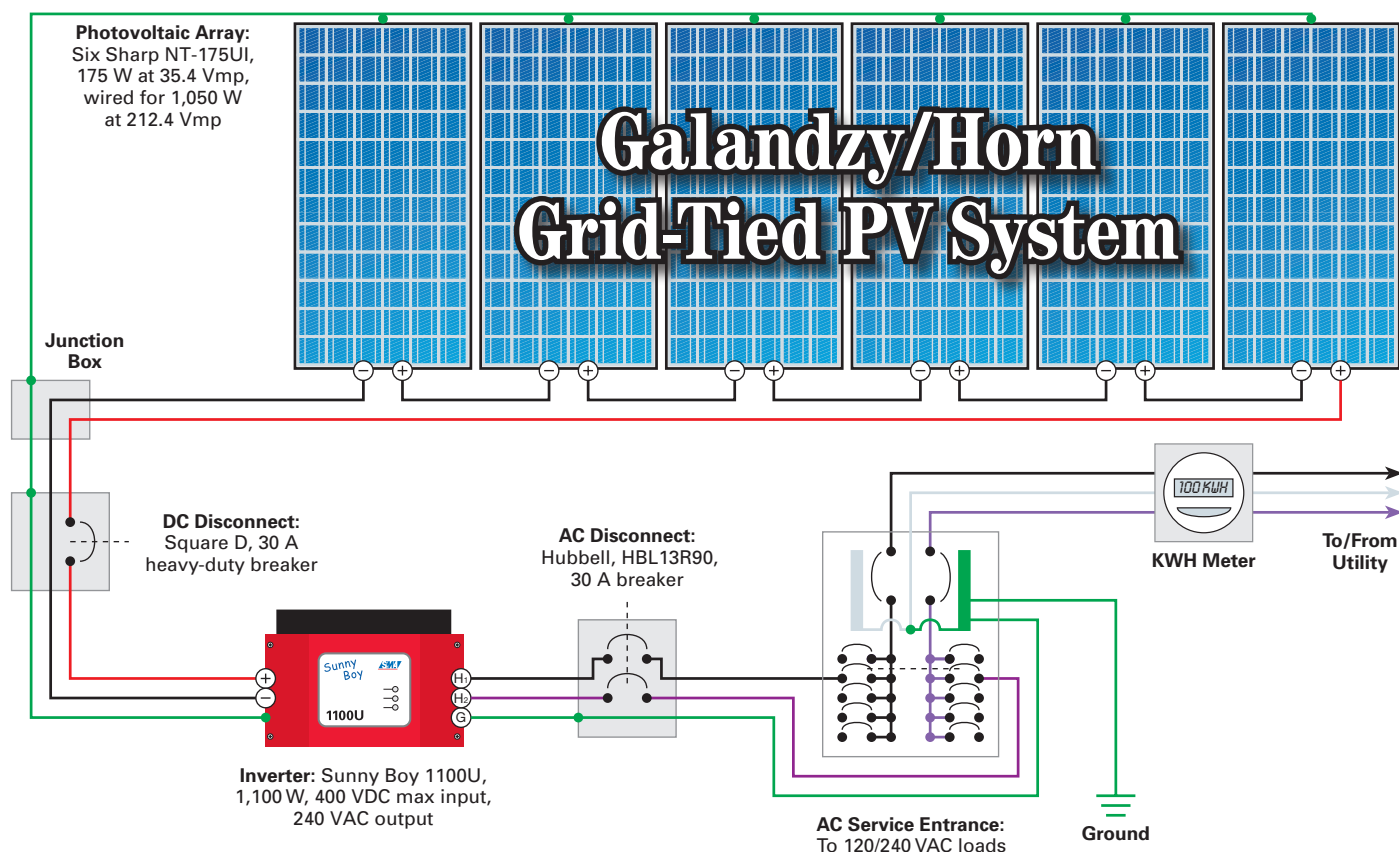 Photovoltaic Array:
Six Sharp NT-175UI,
175 W at 35.4 Vmp,
wired for 1,050 W
at 212.4 Vmp
Galandzy/Horn
Grid-Tied PV System
Junction
Box
− + − + − + − + − + − +
DC Disconnect:
Square D, 30 A
heavy-duty breaker
AC Disconnect:
Hubbell, HBL13R90,
30 A breaker
100 KWH
KWH Meter
To/From
Utility
+
−
Sunny
Boy
SMA
1100U
H1
H2
G
Inverter: Sunny Boy 1100U,
1,100 W, 400 VDC max input,
240 VAC output
AC Service Entrance:
To 120/240 VAC loads
Ground